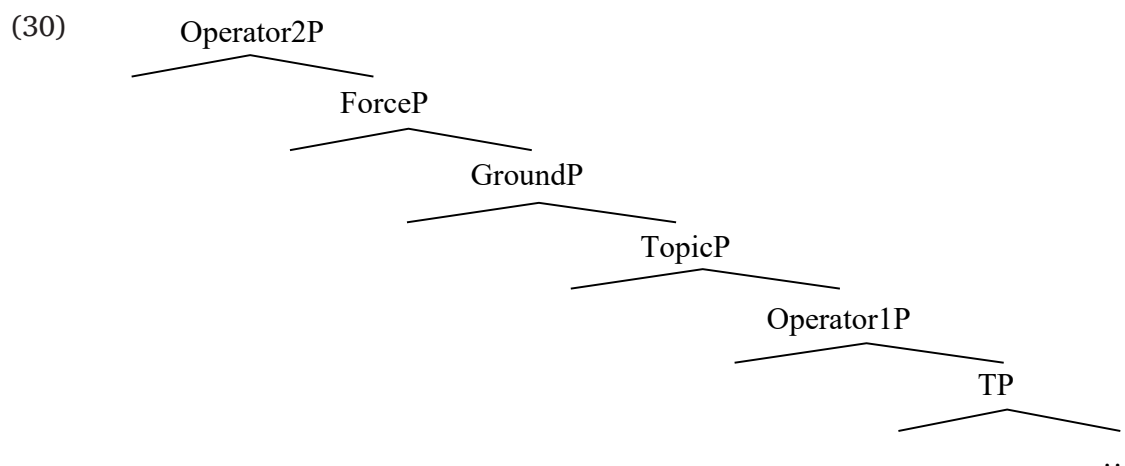 (30) Operator2P
ForceP
GroundP
TopicP
Operator1P
TP
..